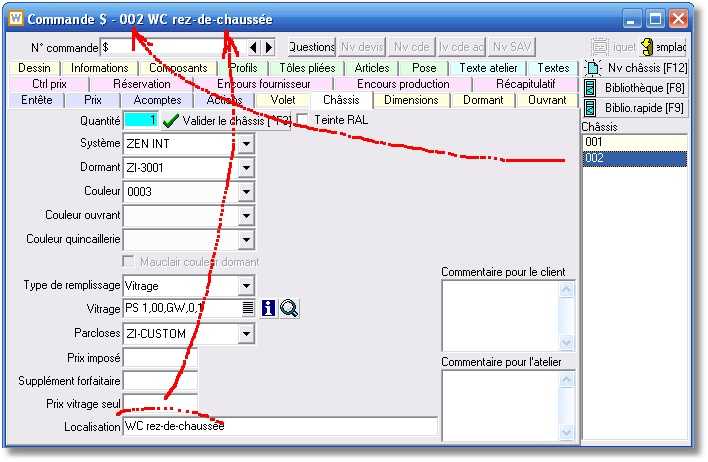 Commande $ - 002 WC rez-de-chaussée
N° commande $ Questions Nv devis Nv cde lv cde ad Nv SAV iquet emplac
Dessin Informations Composants Profils Tôles pliées Articles Pose Texte atelier Textes
Nv châssis [F12]
Ctrl prix Réservation Encours fournisseur Encours production Récapitulatif
Bibliothèque [F8]
Entête Prix Acomptes Actions Volet Châssis Dimensions Dormant Ouvrant
Biblio.rapide [F9]
Quantité 1 Valider le châssis [^F3] Teinte RAL
Châssis
001
002
Système ZEN INT
Dormant ZI-3001
Couleur 0003
Couleur ouvrant
Couleur quincaillerie
Mauclair couleur dormant
Type de remplissage Vitrage
Commentaire pour le client
Vitrage PS 1,00,GW,0,1
Parcloses ZI-CUSTOM
Prix imposé
Commentaire pour l'atelier
Supplément forfaitaire
Prix vitrage seul
Localisation WC rez-de-chaussée